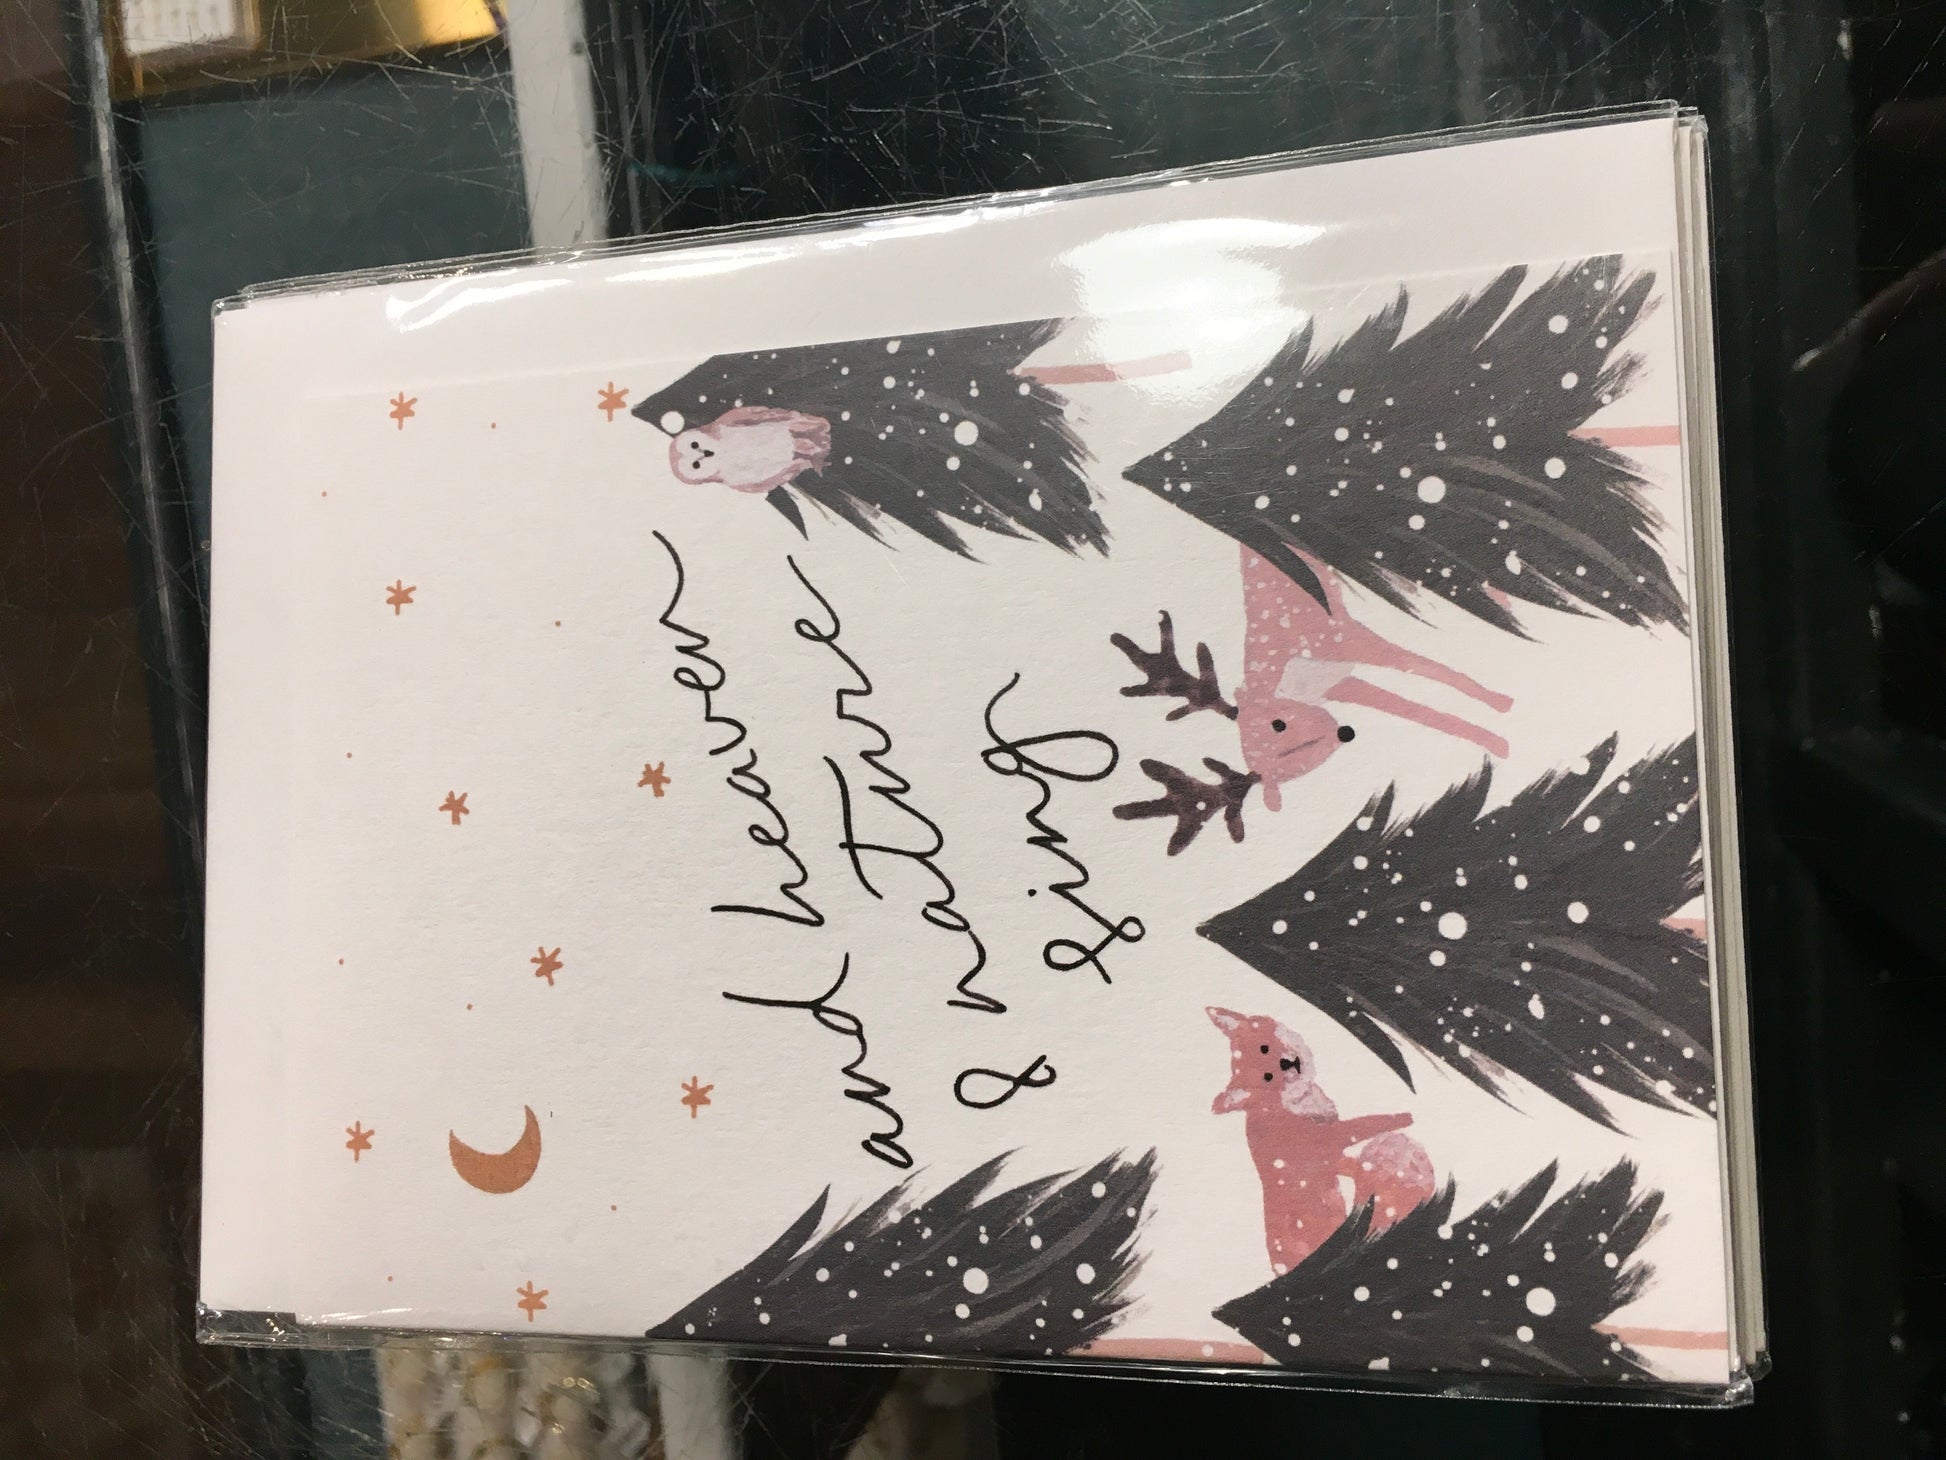 and heaven
& nature
sing